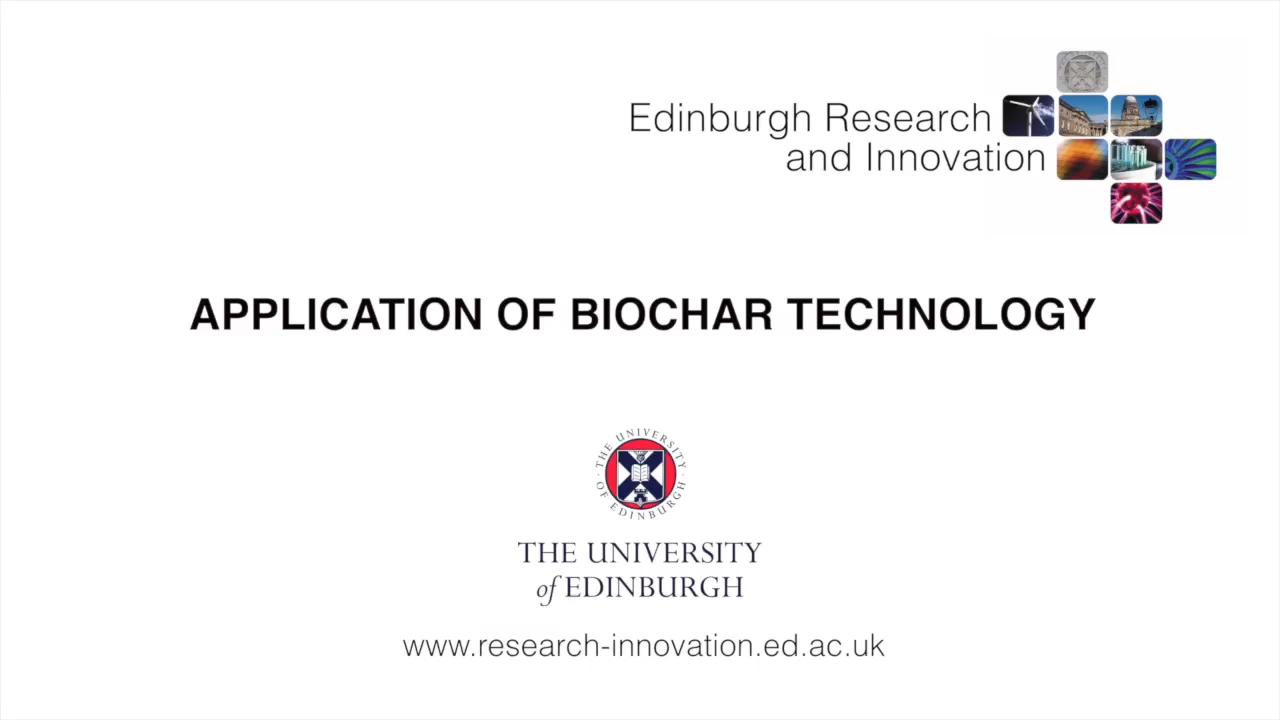 Edinburgh Research
and Innovation
APPLICATION OF BIOCHAR TECHNOLOGY
THE UNIVERSITY
OF EDINBURGH
THE UNIVERSITY
of EDINBURGH
www.research-innovation.ed.ac.uk